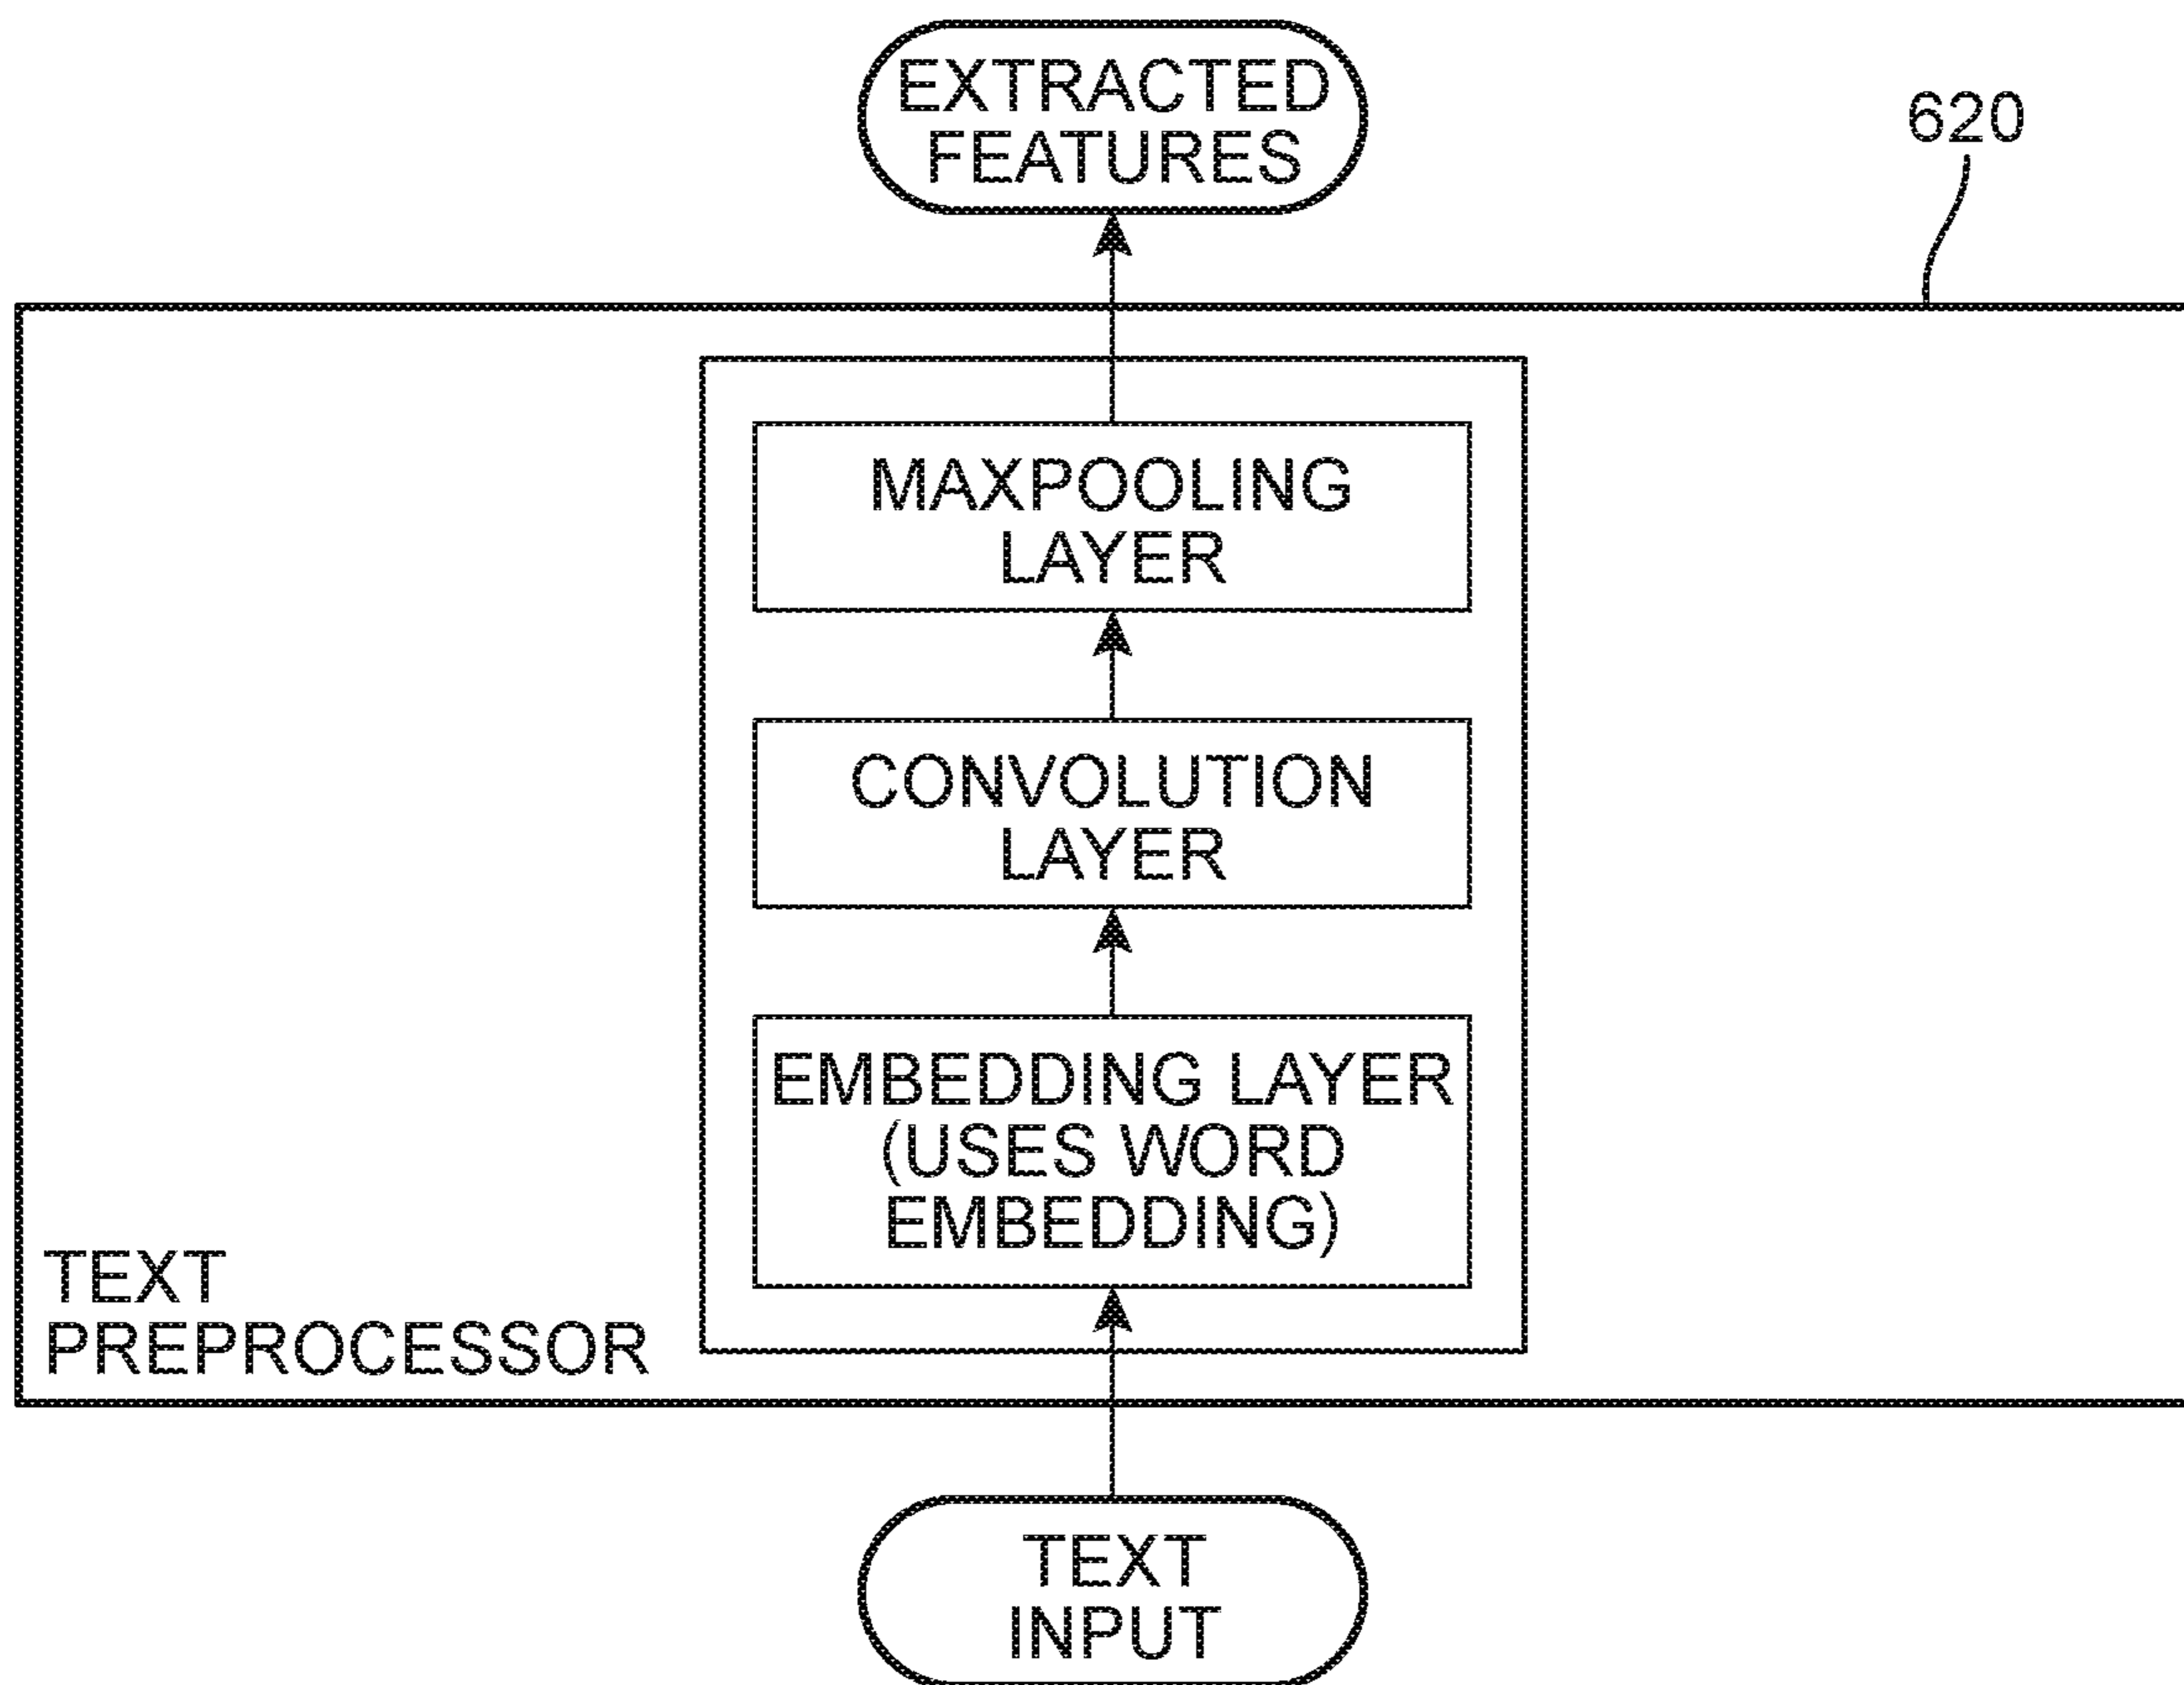 EXTRACTED
FEATURES
620
MAXPOOLING
LAYER
CONVOLUTION
LAYER
EMBEDDING LAYER
(USES WORD
EMBEDDING)
TEXT
PREPROCESSOR
TEXT
INPUT